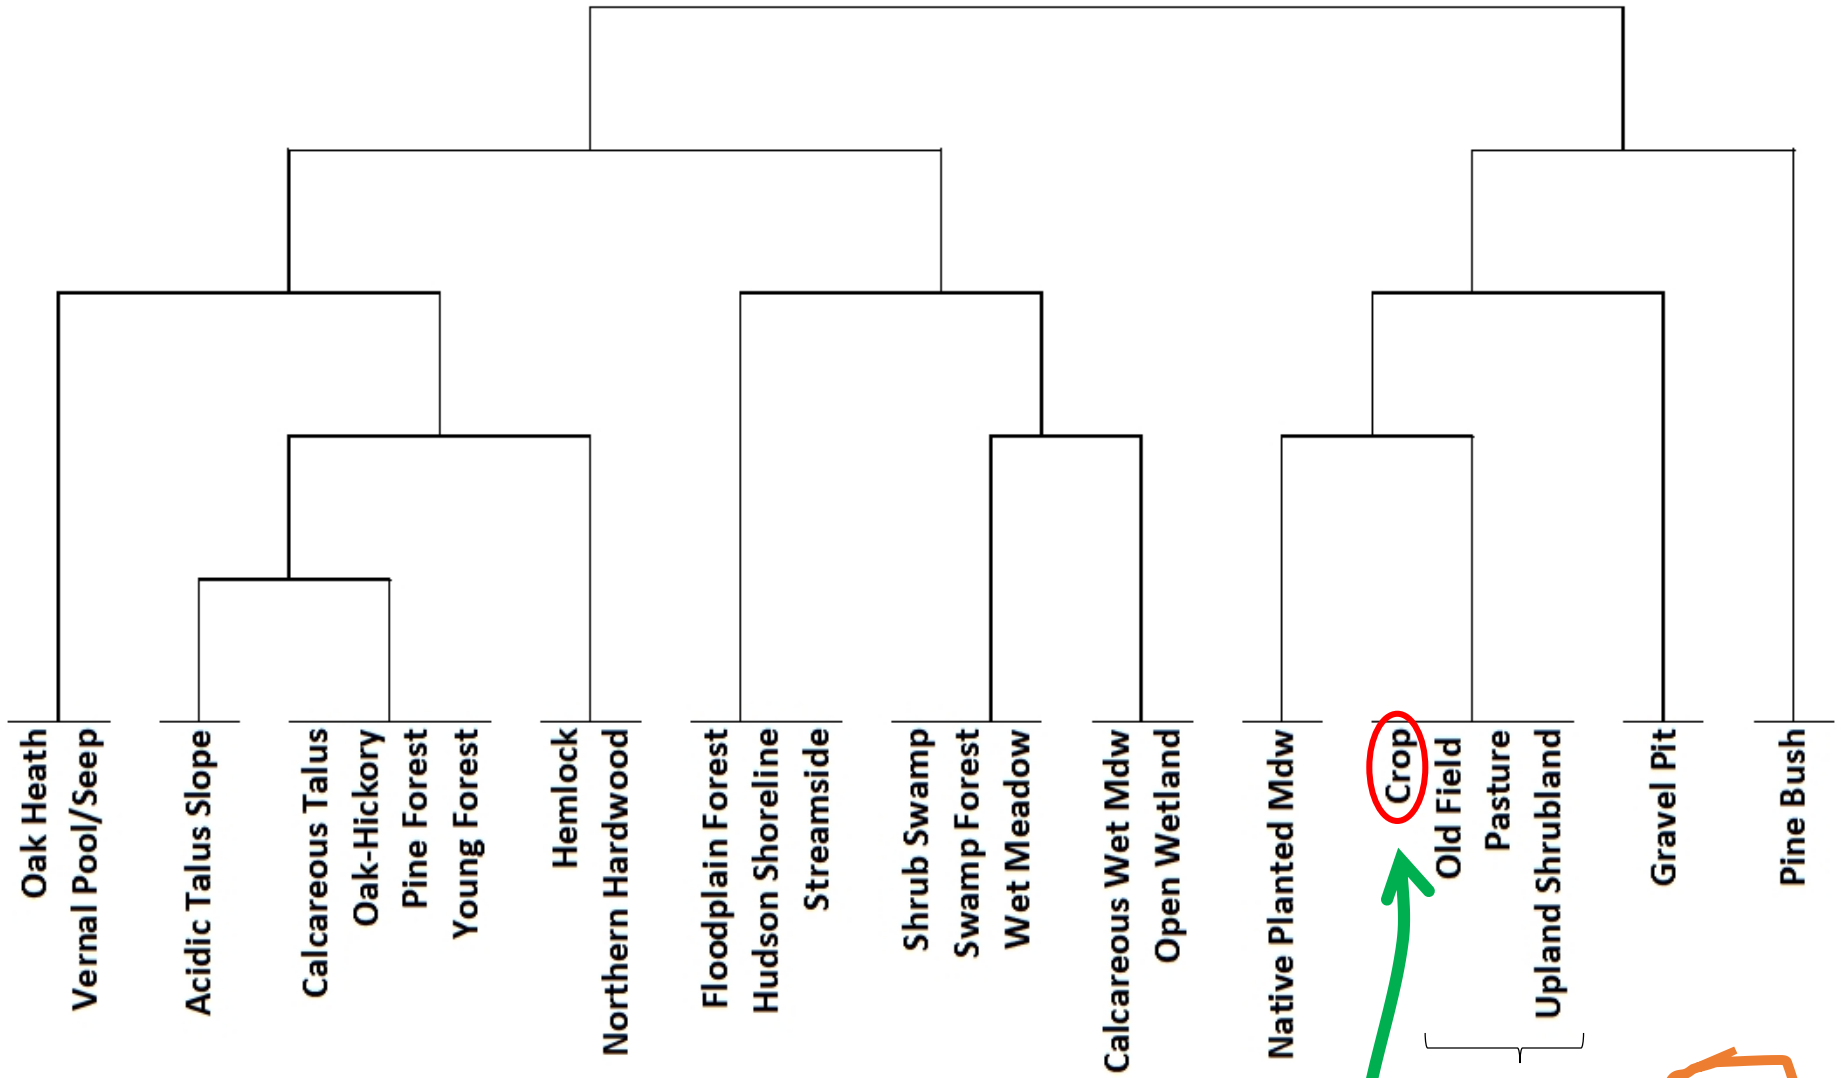 Oak Heath
Vernal Pool/Seep
Acidic Talus Slope
Calcareous Talus
Oak-Hickory
Pine Forest
Young Forest
Hemlock
Northern Hardwood
Floodplain Forest
Hudson Shoreline
Streamside
Shrub Swamp
Swamp Forest
Wet Meadow
Calcareous Wet Mdw
Open Wetland
Native Planted Mdw
Crop
Old Field
Pasture
Upland Shrubland
Gravel Pit
Pine Bush